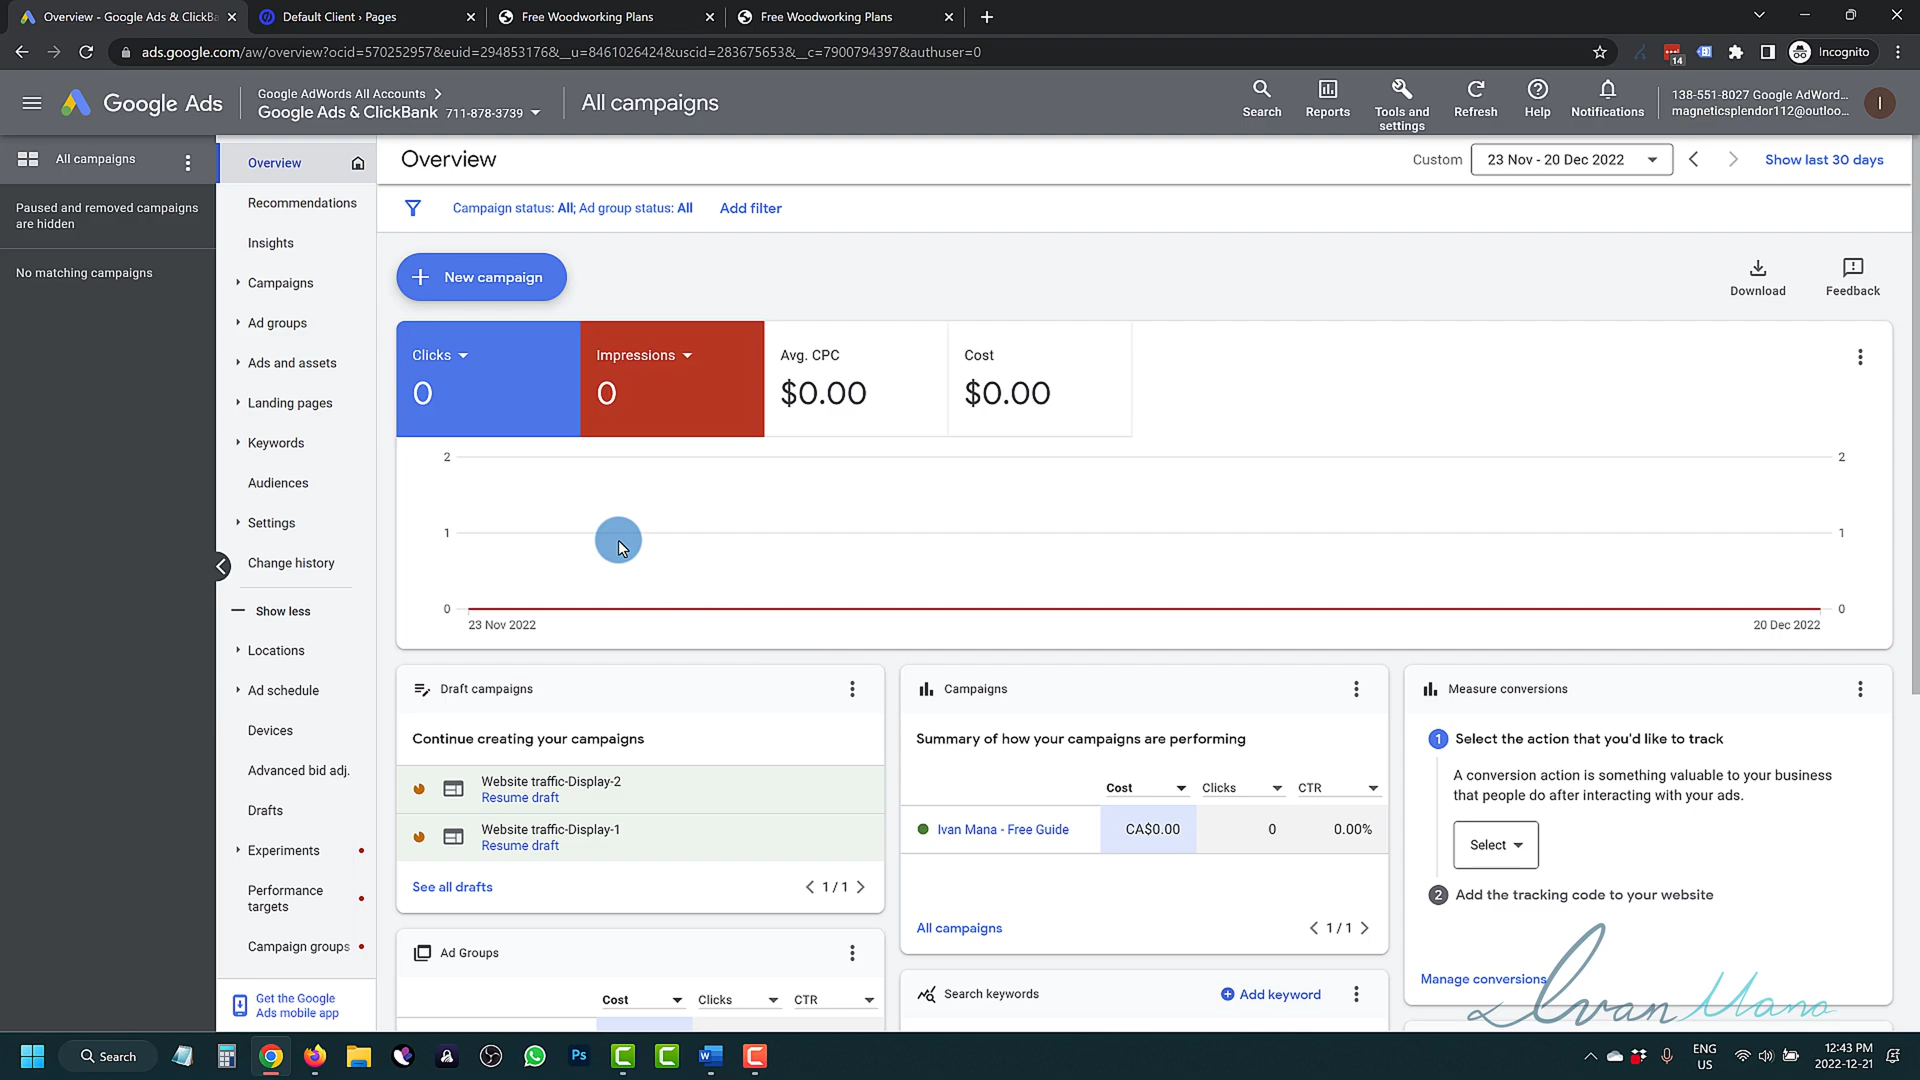 Overview - Google Ads & ClickBa
Default Client › Pages
Free Woodworking Plans
Free Woodworking Plans
ads.google.com/aw/overview?ocid=570252957&euid=294853176&__u=8461026424&uscid=283675653&__c=7900794397&authuser=0
14
Incognito
Google Ads
Google AdWords All Accounts
Google Ads & ClickBank 711-878-3739
All campaigns
Search
Reports
Tools and
settings
Refresh
Help
Notifications
138-551-8027 Google AdWord...
magneticsplendor112@outloo...
I
All campaigns
Paused and removed campaigns
are hidden
No matching campaigns
Overview
Recommendations
Insights
Campaigns
Ad groups
Ads and assets
Landing pages
Keywords
Audiences
Settings
Change history
Show less
Locations
Ad schedule
Devices
Advanced bid adj.
Drafts
Experiments
Performance
targets
Campaign groups
Get the Google
Ads mobile app
Overview
Custom
23 Nov - 20 Dec 2022
Show last 30 days
Campaign status: All; Ad group status: All
Add filter
New campaign
Download
Feedback
Clicks
0
Impressions
0
Avg. CPC
$0.00
Cost
$0.00
2
2
1
1
0
0
23 Nov 2022
20 Dec 2022
Draft campaigns
Continue creating your campaigns
Website traffic-Display-2
Resume draft
Website traffic-Display-1
Resume draft
See all drafts
1 / 1
Campaigns
Summary of how your campaigns are performing
Cost
Clicks
CTR
Ivan Mana - Free Guide
CA$0.00
0
0.00%
All campaigns
1 / 1
Measure conversions
1
Select the action that you'd like to track
A conversion action is something valuable to your business
that people do after interacting with your ads.
Select
2
Add the tracking code to your website
Manage conversions
Ivan Mana
Ad Groups
Cost
Clicks
CTR
Search keywords
Add keyword
Search
Ps
ENG
US
12:43 PM
2022-12-21